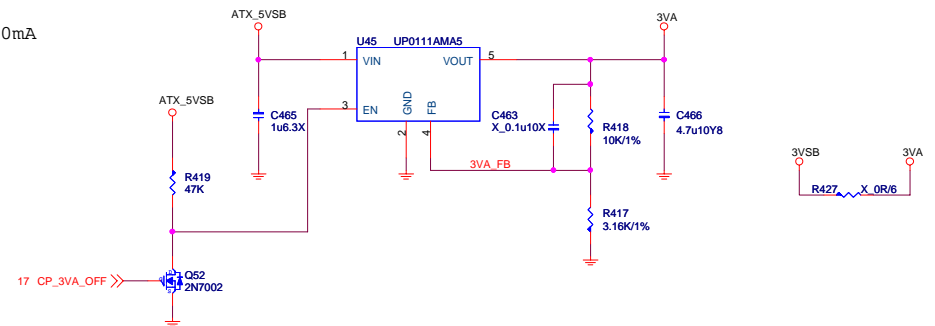 ATX_5VSB
3VA
0mA
U45 UP0111AMA5
1 VIN VOUT 5
ATX_5VSB
3 EN
GND
FB
2
4
C465
1u6.3X
C463
X_0.1u10X
R418
10K/1%
C466
4.7u10Y8
3VSB
3VA
3VA_FB
R419
47K
R427 X_0R/6
R417
3.16K/1%
17 CP_3VA_OFF
Q52
2N7002